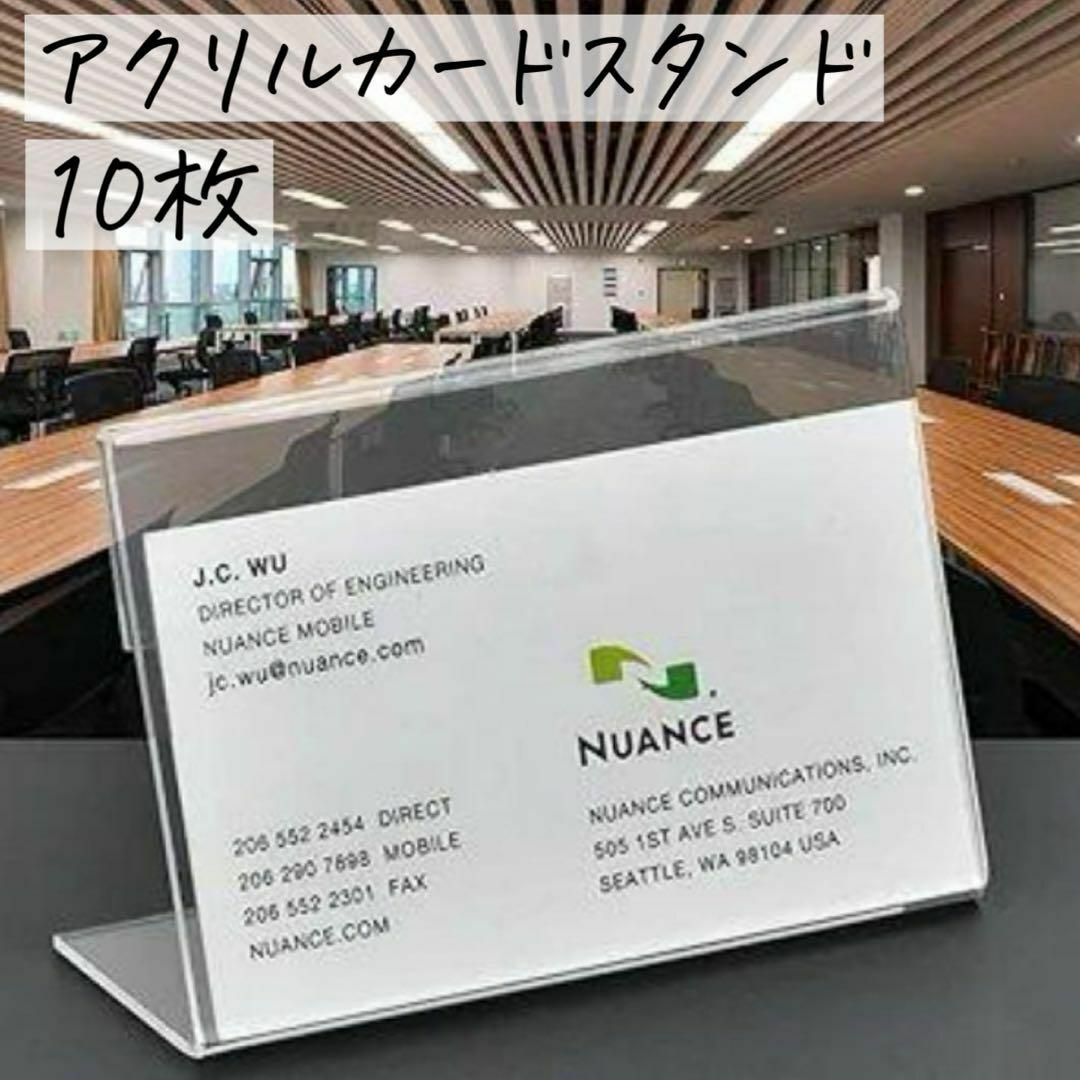 アクリルカードスタンド
10枚
J.C. WU
DIRECTOR OF ENGINEERING
NUANCE MOBILE
jc.wu@nuance.com
206 552 2454 DIRECT
206 290 7698 MOBILE
206 552 2301 FAX
NUANCE.COM
NUANCE
NUANCE COMMUNICATIONS, INC.
505 1ST AVE S. SUITE 700
SEATTLE, WA 98104 USA